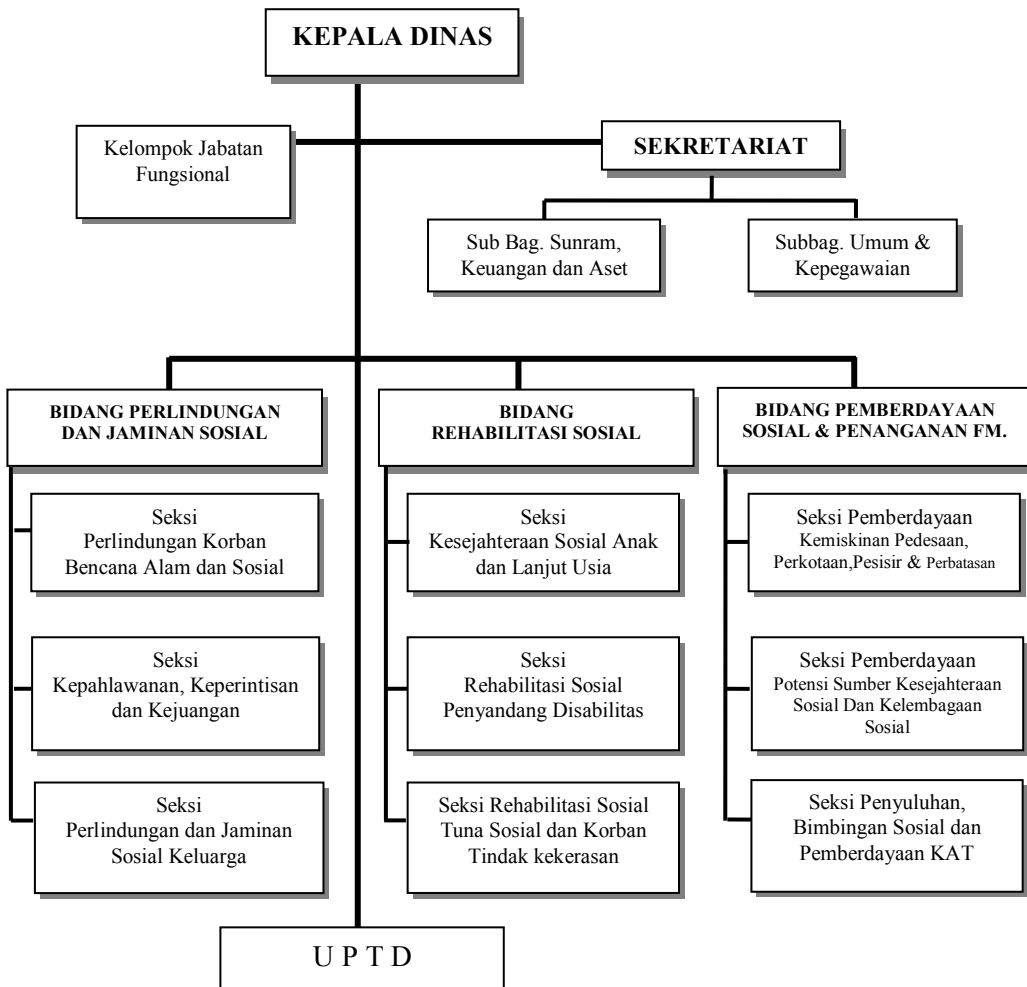 KEPALA DINAS
Kelompok Jabatan
Fungsional
SEKRETARIAT
Sub Bag. Sunram,
Keuangan dan Aset
Subbag. Umum &
Kepegawaian
BIDANG PERLINDUNGAN
DAN JAMINAN SOSIAL
BIDANG
REHABILITASI SOSIAL
BIDANG PEMBERDAYAAN
SOSIAL & PENANGANAN FM.
Seksi
Perlindungan Korban
Bencana Alam dan Sosial
Seksi
Kesejahteraan Sosial Anak
dan Lanjut Usia
Seksi Pemberdayaan
Kemiskinan Pedesaan,
Perkotaan,Pesisir & Perbatasan
Seksi
Kepahlawanan, Keperintisan
dan Kejuangan
Seksi
Rehabilitasi Sosial
Penyandang Disabilitas
Seksi Pemberdayaan
Potensi Sumber Kesejahteraan
Sosial Dan Kelembagaan
Sosial
Seksi
Perlindungan dan Jaminan
Sosial Keluarga
Seksi Rehabilitasi Sosial
Tuna Sosial dan Korban
Tindak kekerasan
Seksi Penyuluhan,
Bimbingan Sosial dan
Pemberdayaan KAT
U P T D